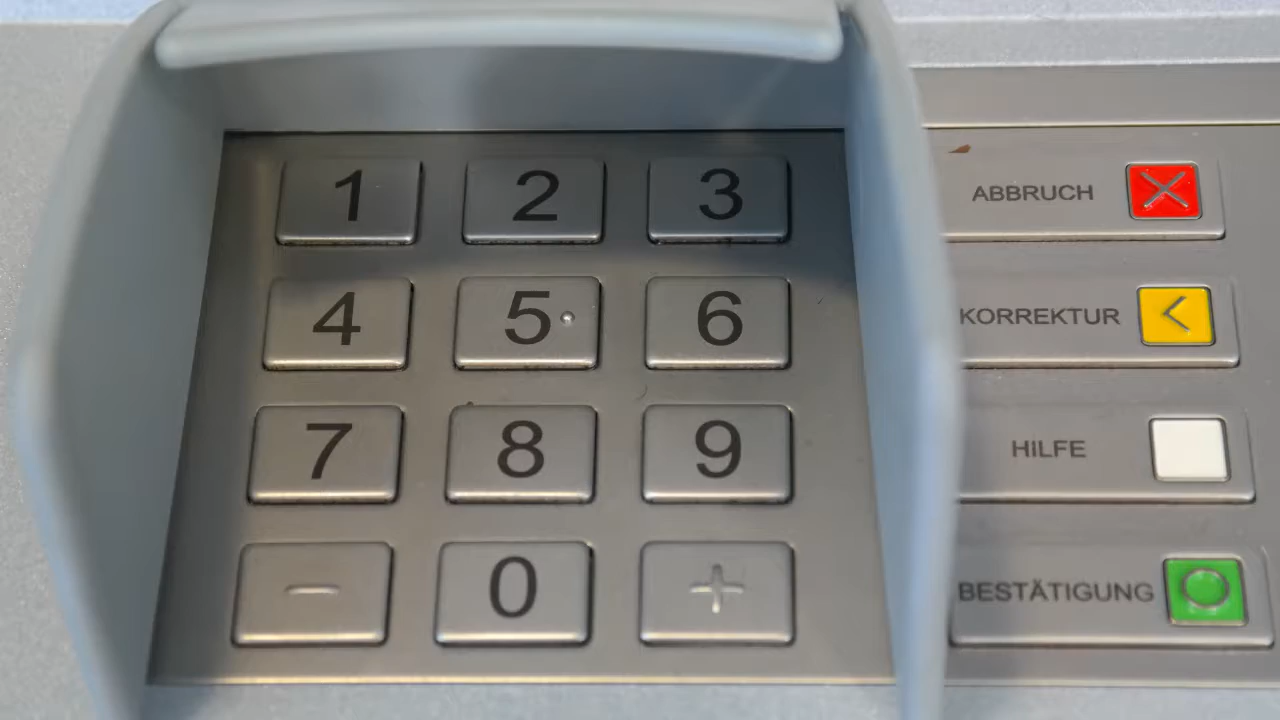 1 2 3 ABBRUCH
4 5 6 KORREKTUR
7 8 9 HILFE
- 0 + BESTÄTIGUNG